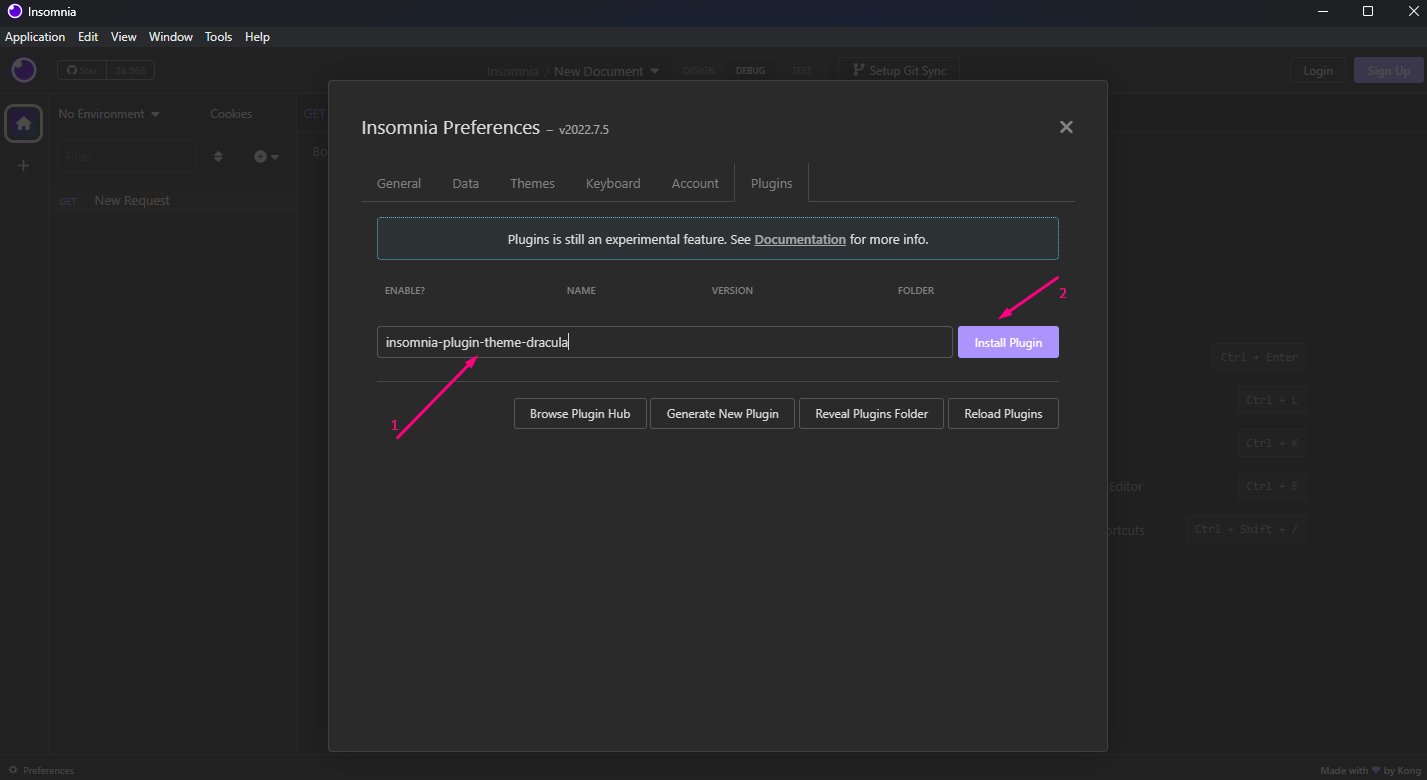 Insomnia
Application Edit View Window Tools Help
Star 26,965
Insomnia / New Document
DESIGN DEBUG TEST
Setup Git Sync
Login Sign Up
No Environment Cookies
GET
Filter
Bo
GET New Request
Insomnia Preferences – v2022.7.5
General Data Themes Keyboard Account Plugins
Plugins is still an experimental feature. See Documentation for more info.
ENABLE? NAME VERSION FOLDER
2
insomnia-plugin-theme-dracula Install Plugin
1
Browse Plugin Hub Generate New Plugin Reveal Plugins Folder Reload Plugins
Ctrl + Enter
Ctrl + L
Ctrl + K
Editor Ctrl + E
ortcuts Ctrl + Shift + /
Preferences
Made with ❤ by Kong